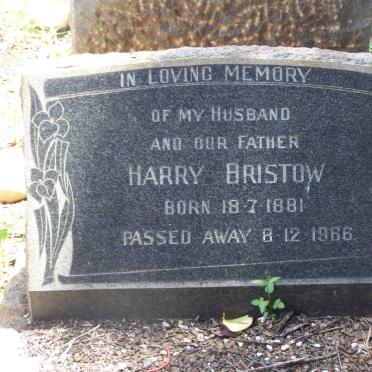 IN LOVING MEMORY
OF MY HUSBAND
AND OUR FATHER
HARRY BRISTOW
BORN 18·7·1881
PASSED AWAY 8·12·1966